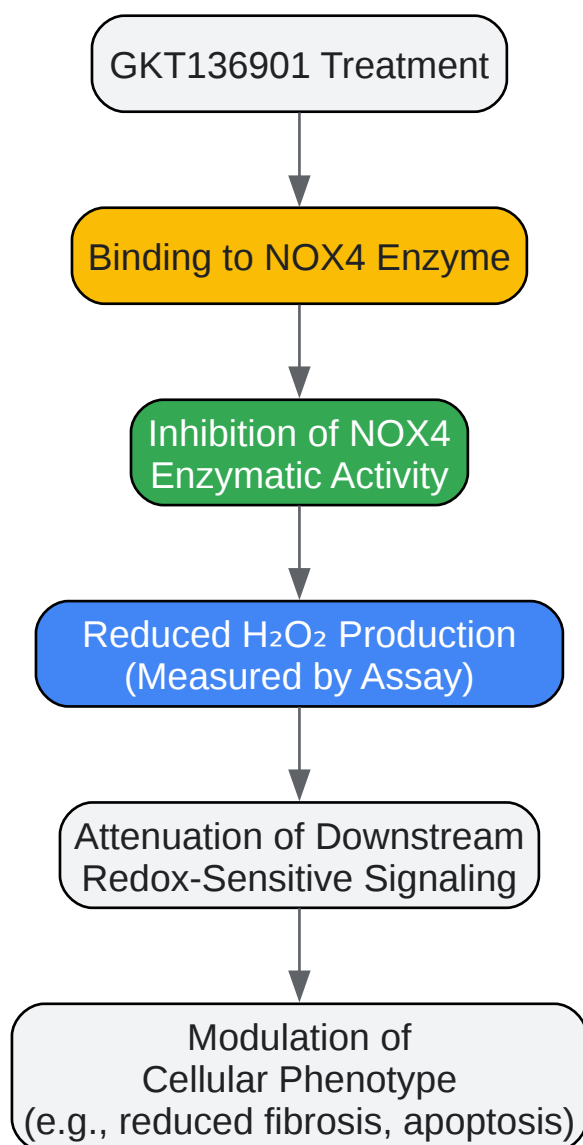 GKT136901 Treatment
Binding to NOX4 Enzyme
Inhibition of NOX4
Enzymatic Activity
Reduced H₂O₂ Production
(Measured by Assay)
Attenuation of Downstream
Redox-Sensitive Signaling
Modulation of
Cellular Phenotype
(e.g., reduced fibrosis, apoptosis)